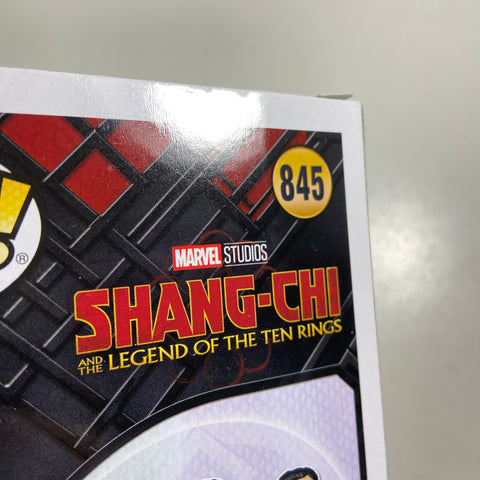 845
!
®
MARVEL STUDIOS
SHANG-CHI
AND THE LEGEND OF THE TEN RINGS